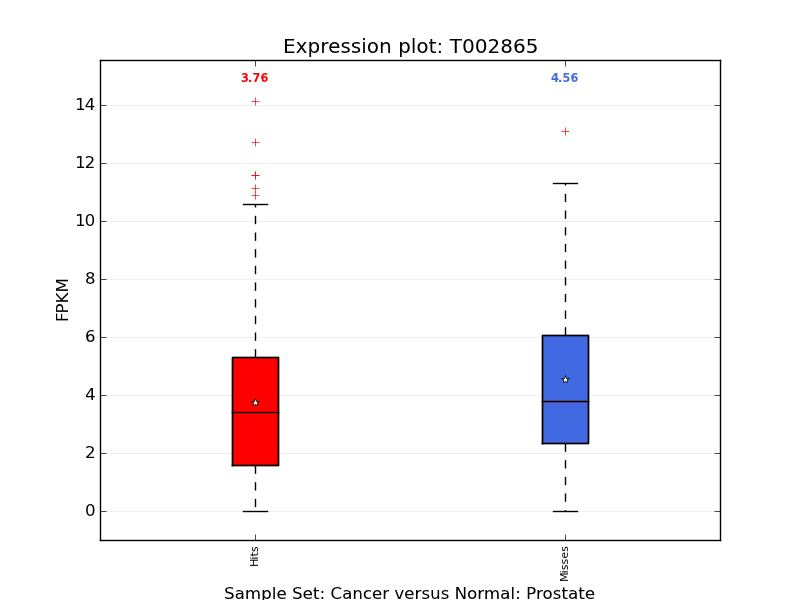 Expression plot: T002865
3.76
4.56
14
12
10
8
6
4
2
0
FPKM
Hits
Misses
Sample Set: Cancer versus Normal: Prostate